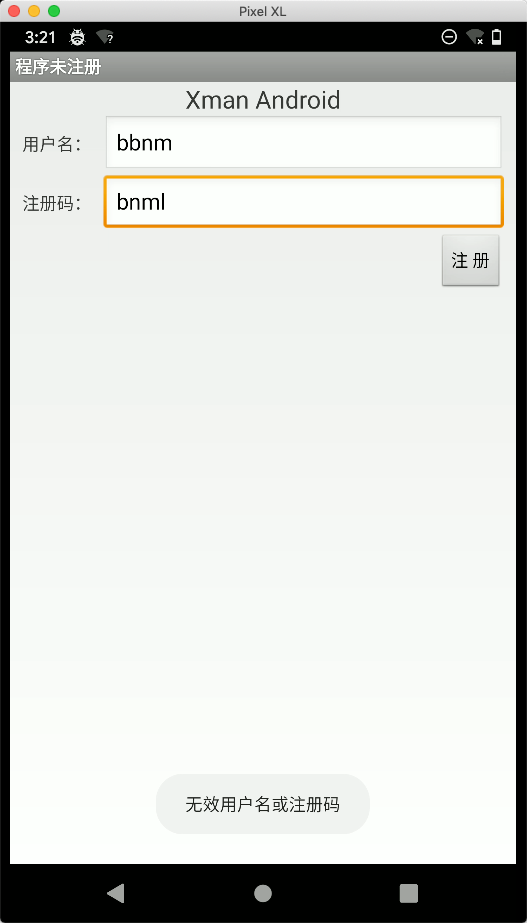 Pixel XL
3:21
程序未注册
Xman Android
用户名： bbnm
注册码： bnml
注 册
无效用户名或注册码